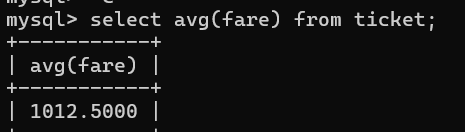 mysql> select avg(fare) from ticket;
+-----------+
| avg(fare) |
+-----------+
| 1012.5000 |